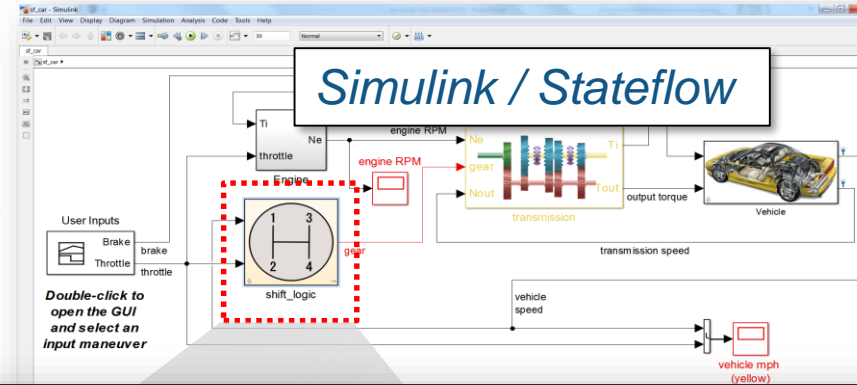 sf_car - Simulink
File Edit View Display Diagram Simulation Analysis Code Tools Help
30
Normal
sf_car
sf_car
Simulink / Stateflow
Ti
Ne
throttle
Engine
engine RPM
engine RPM
Ne
gear
Nout
Ti
Tout
transmission
output torque
Vehicle
User Inputs
Brake
Throttle
brake
throttle
1 3
2 4
shift_logic
gear
transmission speed
Double-click to
open the GUI
and select an
input maneuver
vehicle
speed
vehicle mph
(yellow)